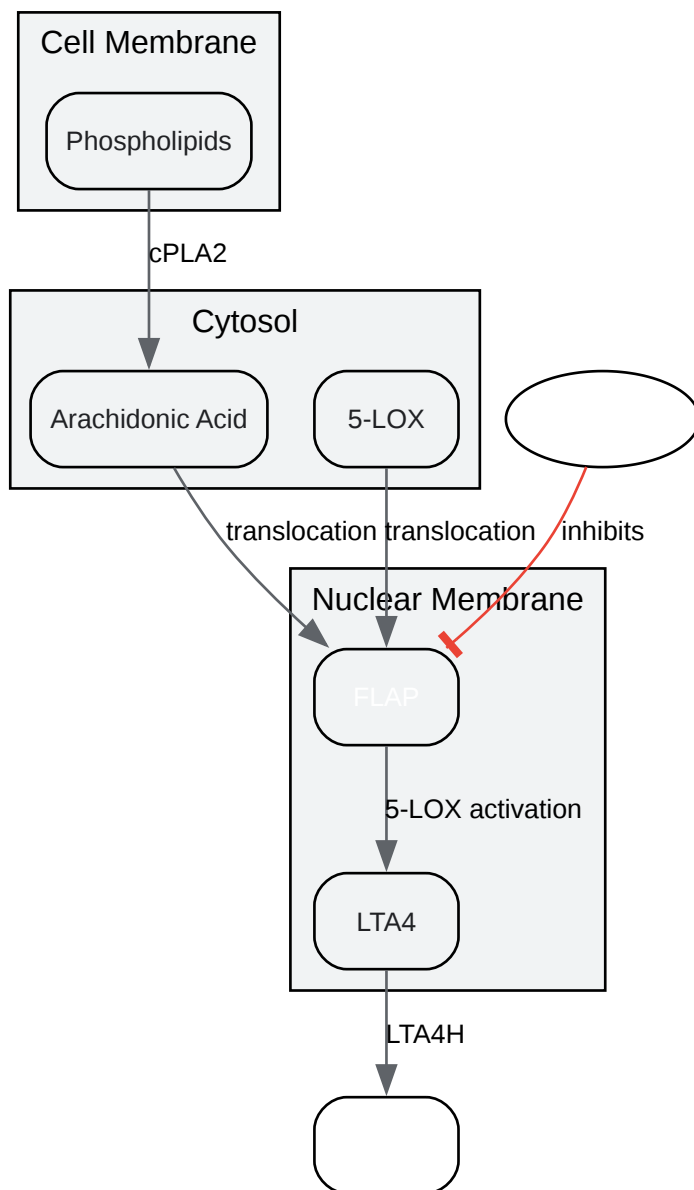 Cell Membrane
Phospholipids
cPLA2
Cytosol
Arachidonic Acid
5-LOX
translocation
translocation
inhibits
Nuclear Membrane
FLAP
5-LOX activation
LTA4
LTA4H